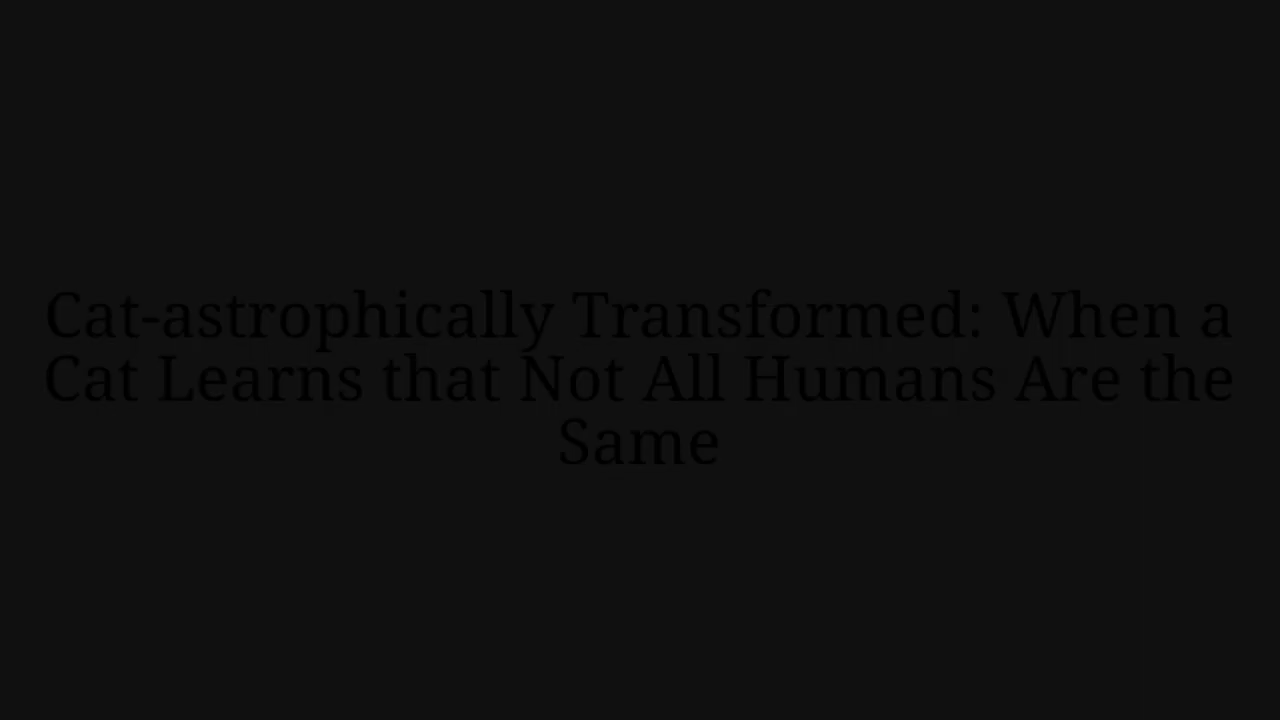 Cat-astrophically Transformed: When a
Cat Learns that Not All Humans Are the
Same